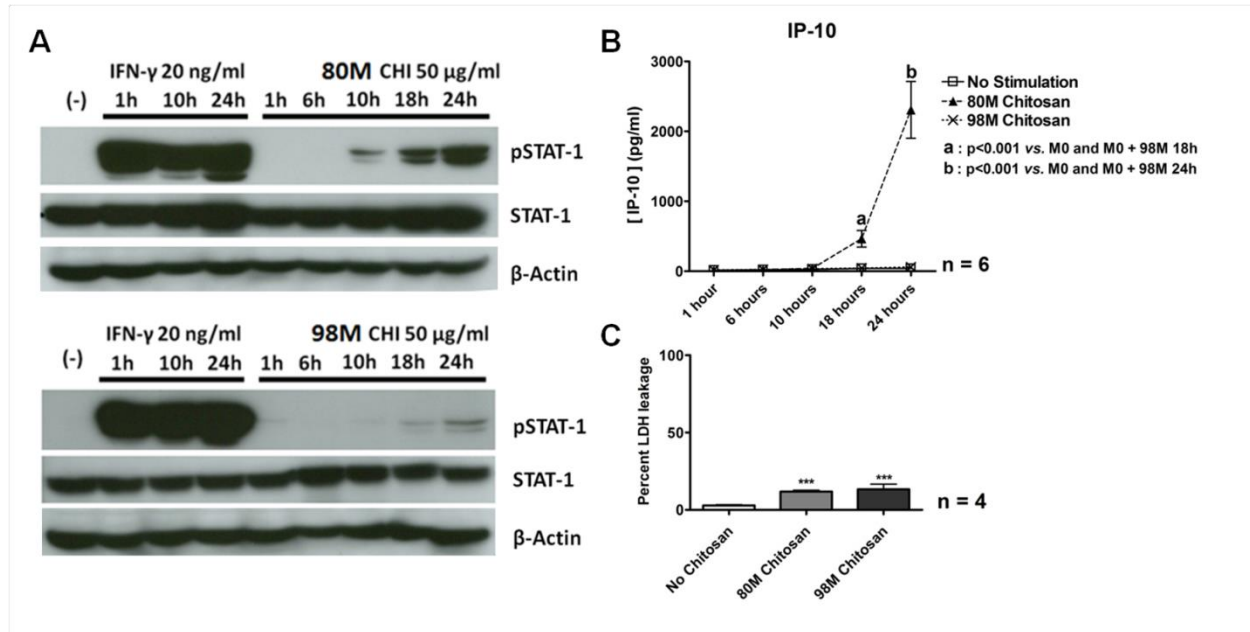 A
IFN-γ 20 ng/ml 80M CHI 50 μg/ml
(-) 1h 10h 24h 1h 6h 10h 18h 24h
pSTAT-1
STAT-1
β-Actin
IFN-γ 20 ng/ml 98M CHI 50 μg/ml
(-) 1h 10h 24h 1h 6h 10h 18h 24h
pSTAT-1
STAT-1
β-Actin
B
IP-10
[ IP-10 ] (pg/ml)
3000
2000
1000
0
a
b
1 hour
6 hours
10 hours
18 hours
24 hours
No Stimulation
80M Chitosan
98M Chitosan
a : p<0.001 vs. M0 and M0 + 98M 18h
b : p<0.001 vs. M0 and M0 + 98M 24h
n = 6
C
Percent LDH leakage
100
50
0
*** ***
No Chitosan
80M Chitosan
98M Chitosan
n = 4